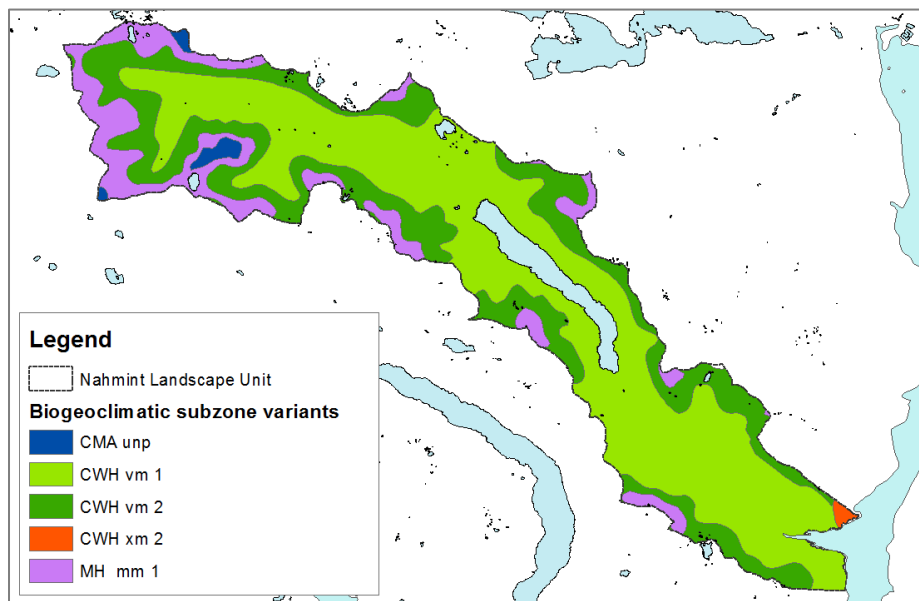 Legend
Nahmint Landscape Unit
Biogeoclimatic subzone variants
CMA unp
CWH vm 1
CWH vm 2
CWH xm 2
MH mm 1